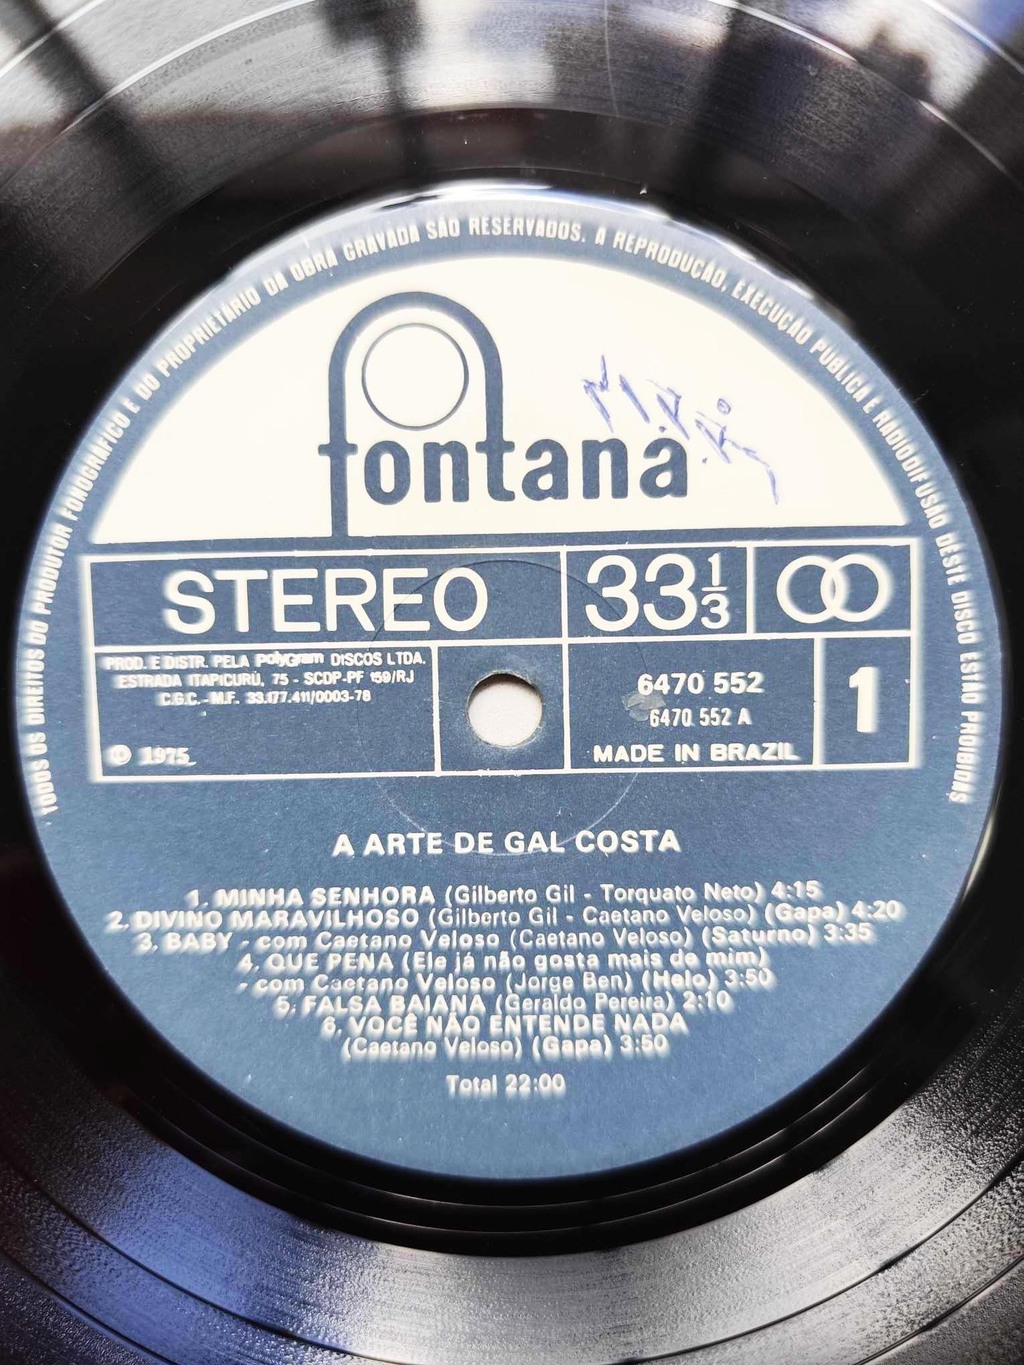 TODOS OS DIREITOS DO PRODUTOR FONOGRÁFICO E DO PROPRIETÁRIO DA OBRA GRAVADA SÃO RESERVADOS. A REPRODUÇÃO, EXECUÇÃO PÚBLICA E RADIODIFUSÃO DESTE DISCO ESTÃO PROIBIDAS
fontana
STEREO
33 1/3
PROD. E DISTR. PELA PolyGram DISCOS LTDA.
ESTRADA ITAPICURÚ, 75 - SCDP-PF 159/RJ
C.G.C. - M.F. 33.177.411/0003-78
℗ 1975
6470 552
6470 552 A
MADE IN BRAZIL
1
A ARTE DE GAL COSTA
1. MINHA SENHORA (Gilberto Gil - Torquato Neto) 4:15
2. DIVINO MARAVILHOSO (Gilberto Gil - Caetano Veloso) (Gapa) 4:20
3. BABY - com Caetano Veloso (Caetano Veloso) (Saturno) 3:35
4. QUE PENA (Ele já não gosta mais de mim)
- com Caetano Veloso (Jorge Ben) (Helo) 3:50
5. FALSA BAIANA (Geraldo Pereira) 2:10
6. VOCÊ NÃO ENTENDE NADA
(Caetano Veloso) (Gapa) 3:50
Total 22:00